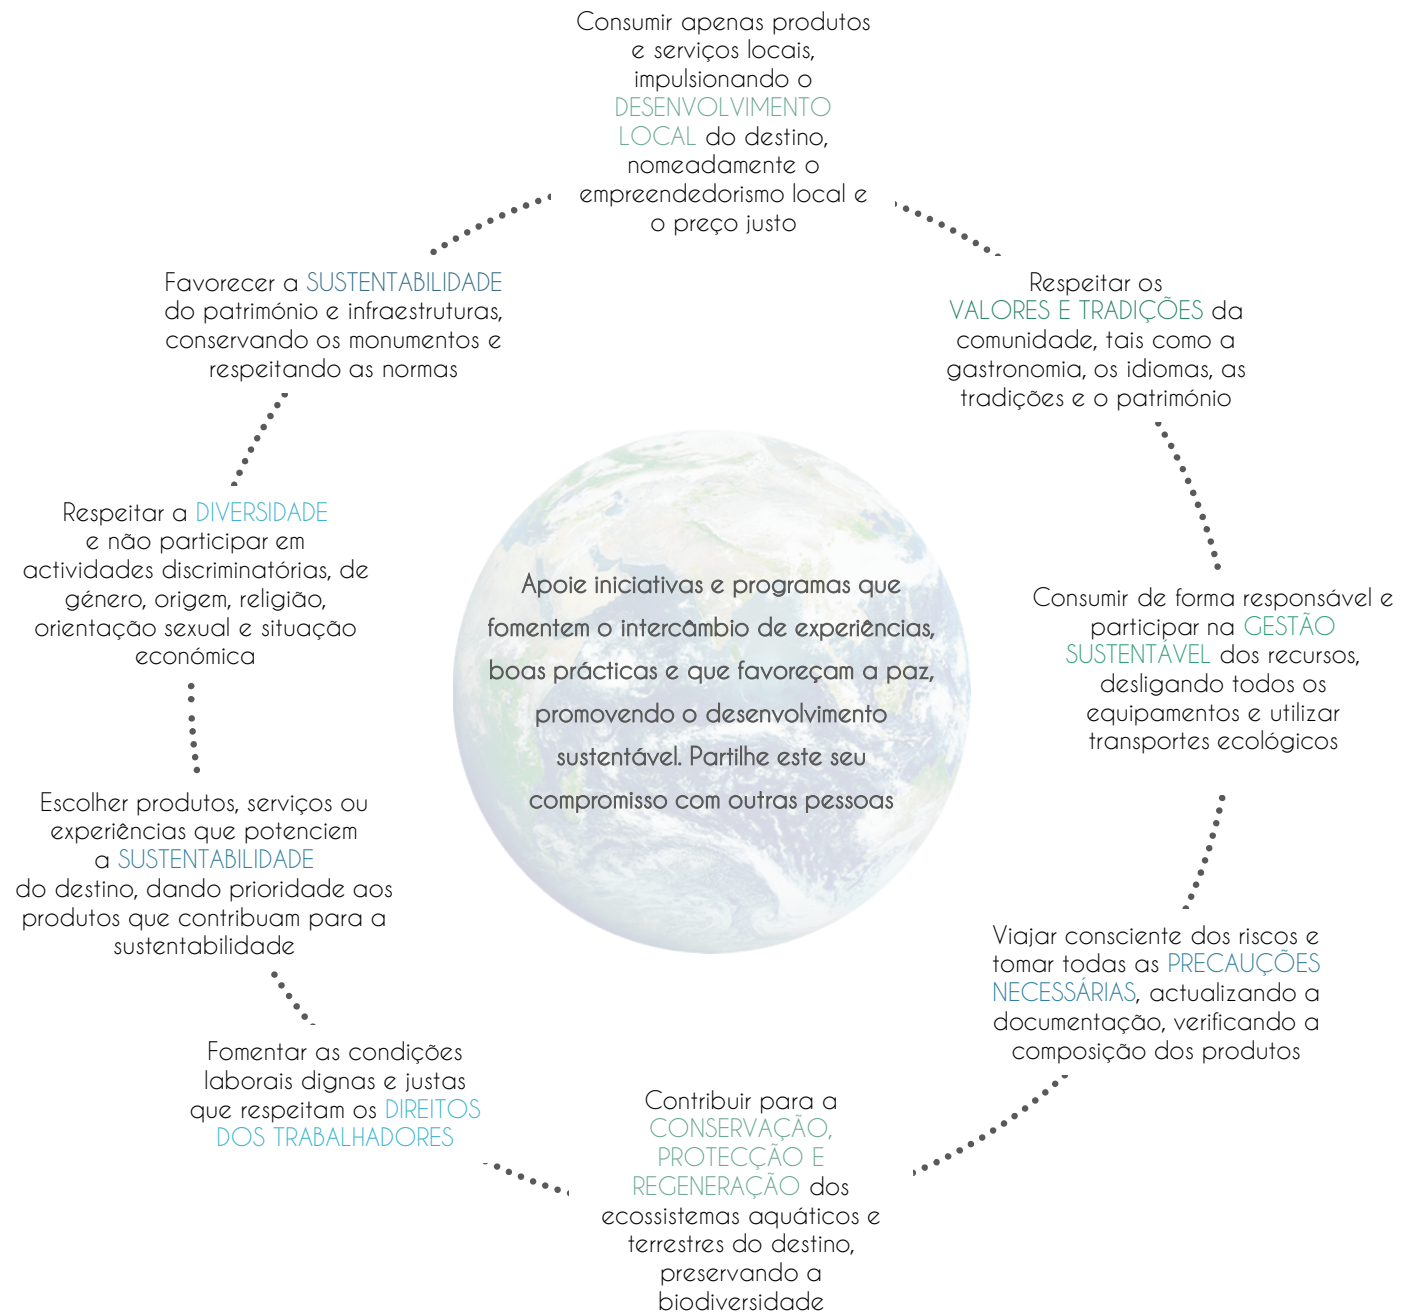 Consumir apenas produtos
e serviços locais,
impulsionando o
DESENVOLVIMENTO
LOCAL do destino,
nomeadamente o
empreendedorismo local e
o preço justo
Respeitar os
VALORES E TRADIÇÕES da
comunidade, tais como a
gastronomia, os idiomas, as
tradições e o património
Consumir de forma responsável e
participar na GESTÃO
SUSTENTÁVEL dos recursos,
desligando todos os
equipamentos e utilizar
transportes ecológicos
Viajar consciente dos riscos e
tomar todas as PRECAUÇÕES
NECESSÁRIAS, actualizando a
documentação, verificando a
composição dos produtos
Contribuir para a
CONSERVAÇÃO,
PROTECÇÃO E
REGENERAÇÃO dos
ecossistemas aquáticos e
terrestres do destino,
preservando a
biodiversidade
Fomentar as condições
laborais dignas e justas
que respeitam os DIREITOS
DOS TRABALHADORES
Escolher produtos, serviços ou
experiências que potenciem
a SUSTENTABILIDADE
do destino, dando prioridade aos
produtos que contribuam para a
sustentabilidade
Respeitar a DIVERSIDADE
e não participar em
actividades discriminatórias, de
género, origem, religião,
orientação sexual e situação
económica
Favorecer a SUSTENTABILIDADE
do património e infraestruturas,
conservando os monumentos e
respeitando as normas
Apoie iniciativas e programas que
fomentem o intercâmbio de experiências,
boas prácticas e que favoreçam a paz,
promovendo o desenvolvimento
sustentável. Partilhe este seu
compromisso com outras pessoas